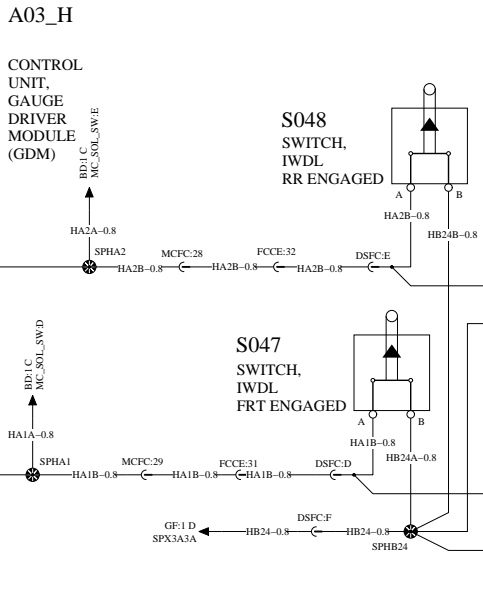 A03_H
CONTROL
UNIT,
GAUGE
DRIVER
MODULE
(GDM)
BD:1 C
MC_SOL_SW:E
S048
SWITCH,
IWDL
RR ENGAGED
A
B
HA2B-0.8
HB24B-0.8
HA2A-0.8
SPHA2
MCFC:28
FCCE:32
DSFC:E
HA2B-0.8
HA2B-0.8
HA2B-0.8
S047
SWITCH,
IWDL
FRT ENGAGED
BD:1 C
MC_SOL_SW:D
A
B
HA1A-0.8
HA1B-0.8
HB24A-0.8
SPHA1
MCFC:29
FCCE:31
DSFC:D
HA1B-0.8
HA1B-0.8
HA1B-0.8
GF:1 D
SPX3A3A
HB24-0.8
DSFC:F
HB24-0.8
SPHB24